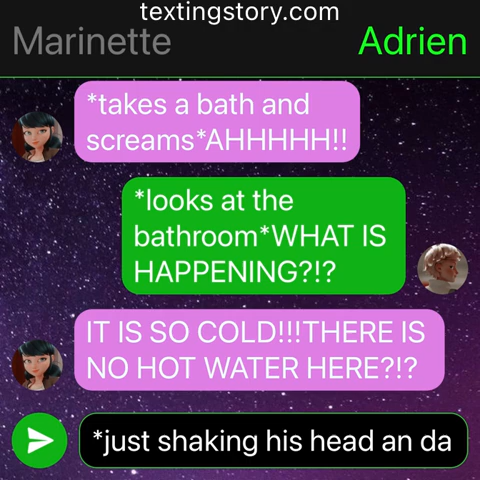 textingstory.com
Marinette
Adrien
*takes a bath and
screams*AHHHHH!!
*looks at the
bathroom*WHAT IS
HAPPENING?!?
IT IS SO COLD!!!THERE IS
NO HOT WATER HERE?!?
*just shaking his head an da